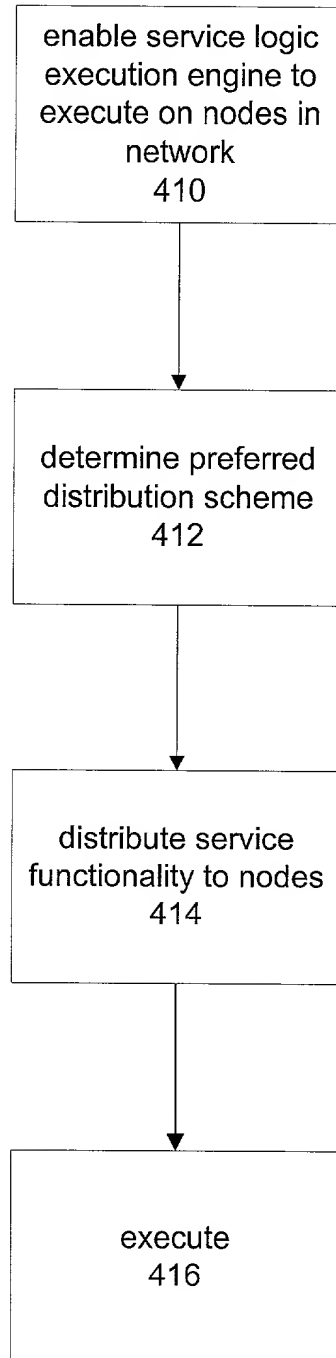 enable service logic
execution engine to
execute on nodes in
network
410
determine preferred
distribution scheme
412
distribute service
functionality to nodes
414
execute
416